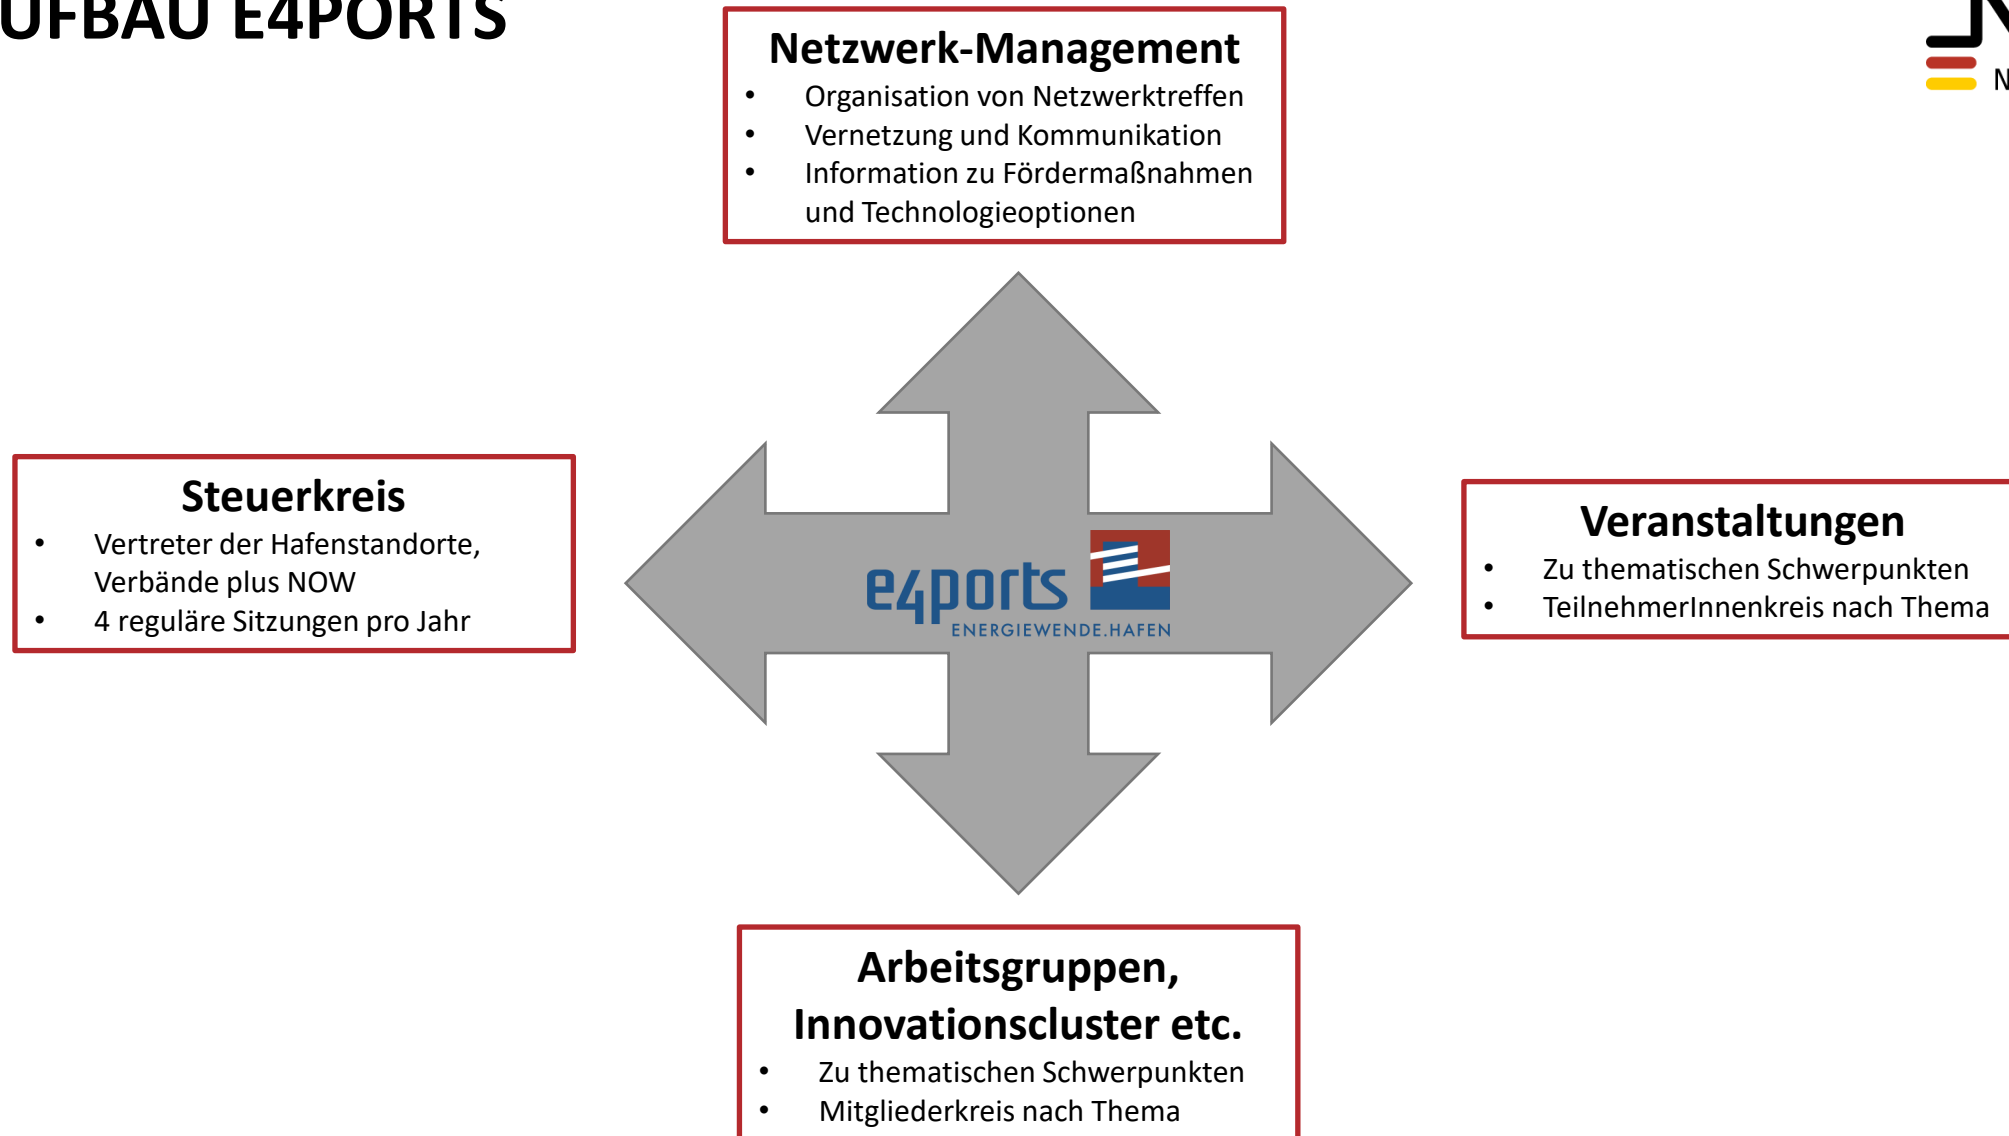 UFBAU E4PORTS
N
Netzwerk-Management
• Organisation von Netzwerktreffen
• Vernetzung und Kommunikation
• Information zu Fördermaßnahmen
und Technologieoptionen
Steuerkreis
• Vertreter der Hafenstandorte,
Verbände plus NOW
• 4 reguläre Sitzungen pro Jahr
e4ports
ENERGIEWENDE.HAFEN
Veranstaltungen
• Zu thematischen Schwerpunkten
• TeilnehmerInnenkreis nach Thema
Arbeitsgruppen,
Innovationscluster etc.
• Zu thematischen Schwerpunkten
• Mitgliederkreis nach Thema